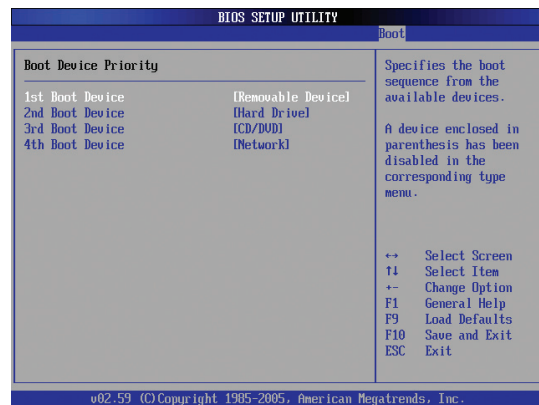 BIOS SETUP UTILITY
Boot
Boot Device Priority
1st Boot Device [Removable Device]
2nd Boot Device [Hard Drive]
3rd Boot Device [CD/DVD]
4th Boot Device [Network]
Specifies the boot
sequence from the
available devices.
A device enclosed in
parenthesis has been
disabled in the
corresponding type
menu.
↔ Select Screen
↑↓ Select Item
+- Change Option
F1 General Help
F9 Load Defaults
F10 Save and Exit
ESC Exit
v02.59 (C)Copyright 1985-2005, American Megatrends, Inc.